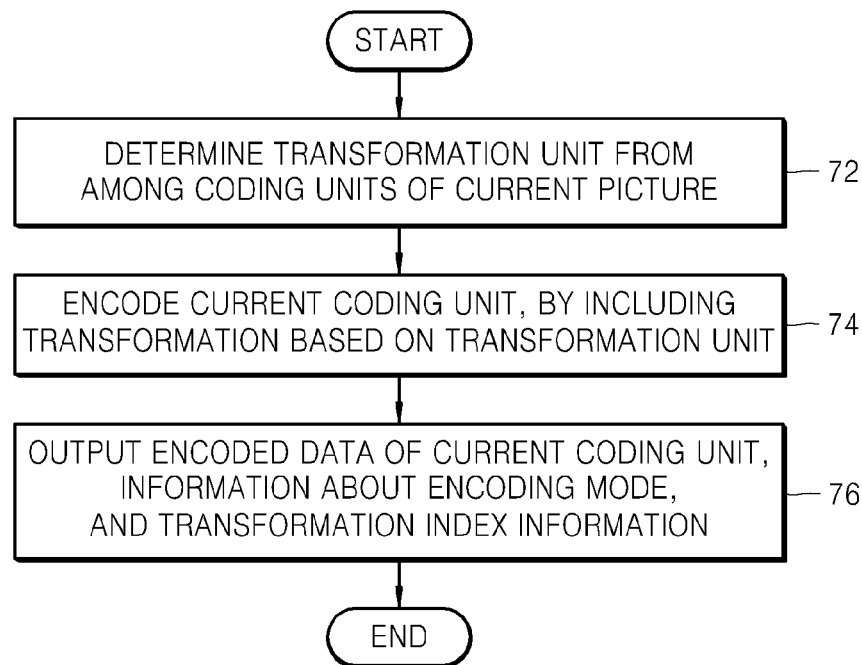 START
DETERMINE TRANSFORMATION UNIT FROM
AMONG CODING UNITS OF CURRENT PICTURE
72
ENCODE CURRENT CODING UNIT, BY INCLUDING
TRANSFORMATION BASED ON TRANSFORMATION UNIT
74
OUTPUT ENCODED DATA OF CURRENT CODING UNIT,
INFORMATION ABOUT ENCODING MODE,
AND TRANSFORMATION INDEX INFORMATION
76
END